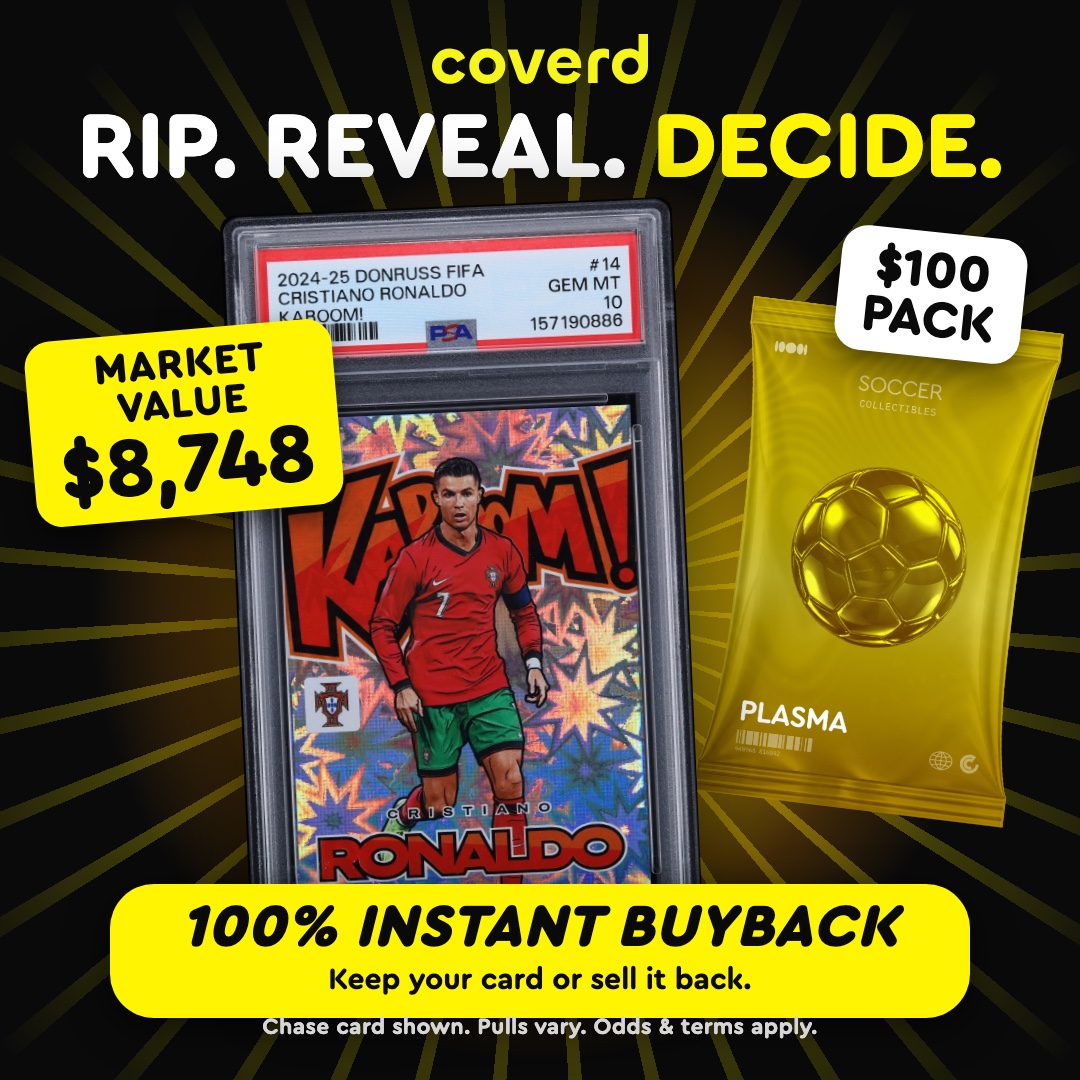 coverd
RIP. REVEAL. DECIDE.
2024-25 DONRUSS FIFA
CRISTIANO RONALDO
KABOOM!
#14
GEM MT
10
157190886
PSA
$100
PACK
MARKET
VALUE
$8,748
SOCCER
COLLECTIBLES
KABOOM!
7
PLASMA
CRISTIANO
RONALDO
100% INSTANT BUYBACK
Keep your card or sell it back.
Chase card shown. Pulls vary. Odds & terms apply.